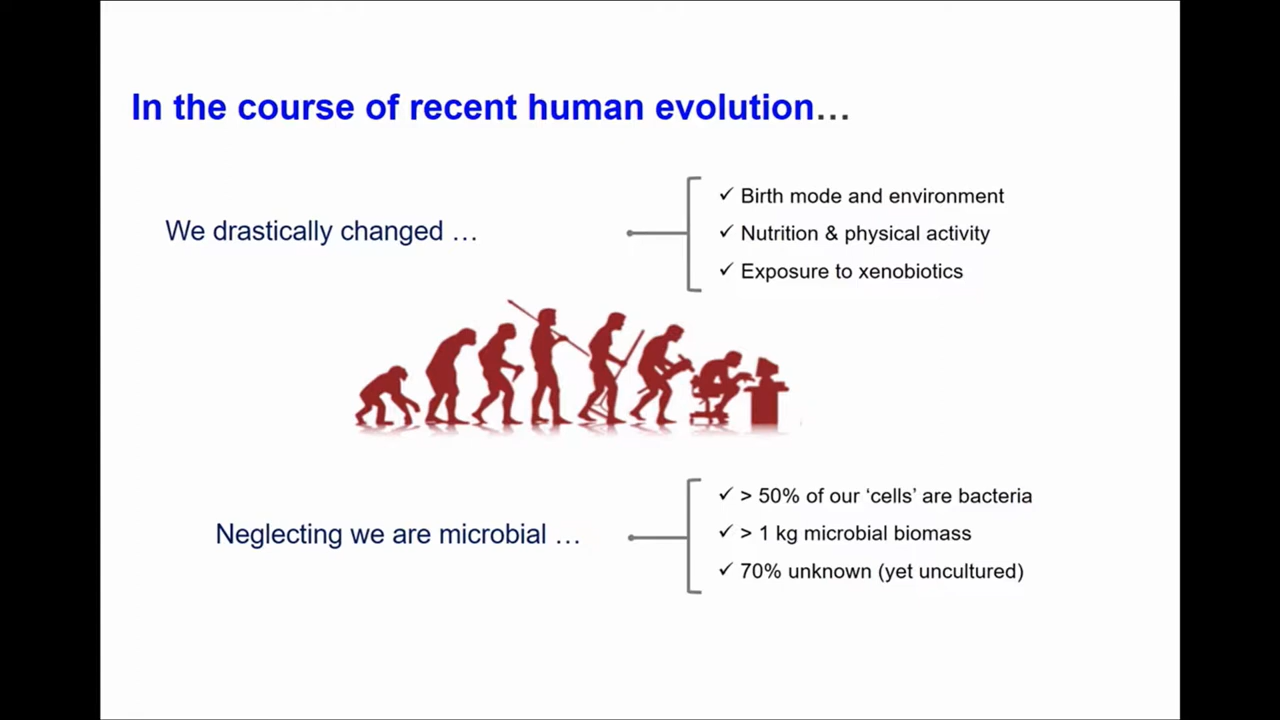 In the course of recent human evolution…
We drastically changed …
✓ Birth mode and environment
✓ Nutrition & physical activity
✓ Exposure to xenobiotics
Neglecting we are microbial …
✓ > 50% of our ‘cells’ are bacteria
✓ > 1 kg microbial biomass
✓ 70% unknown (yet uncultured)